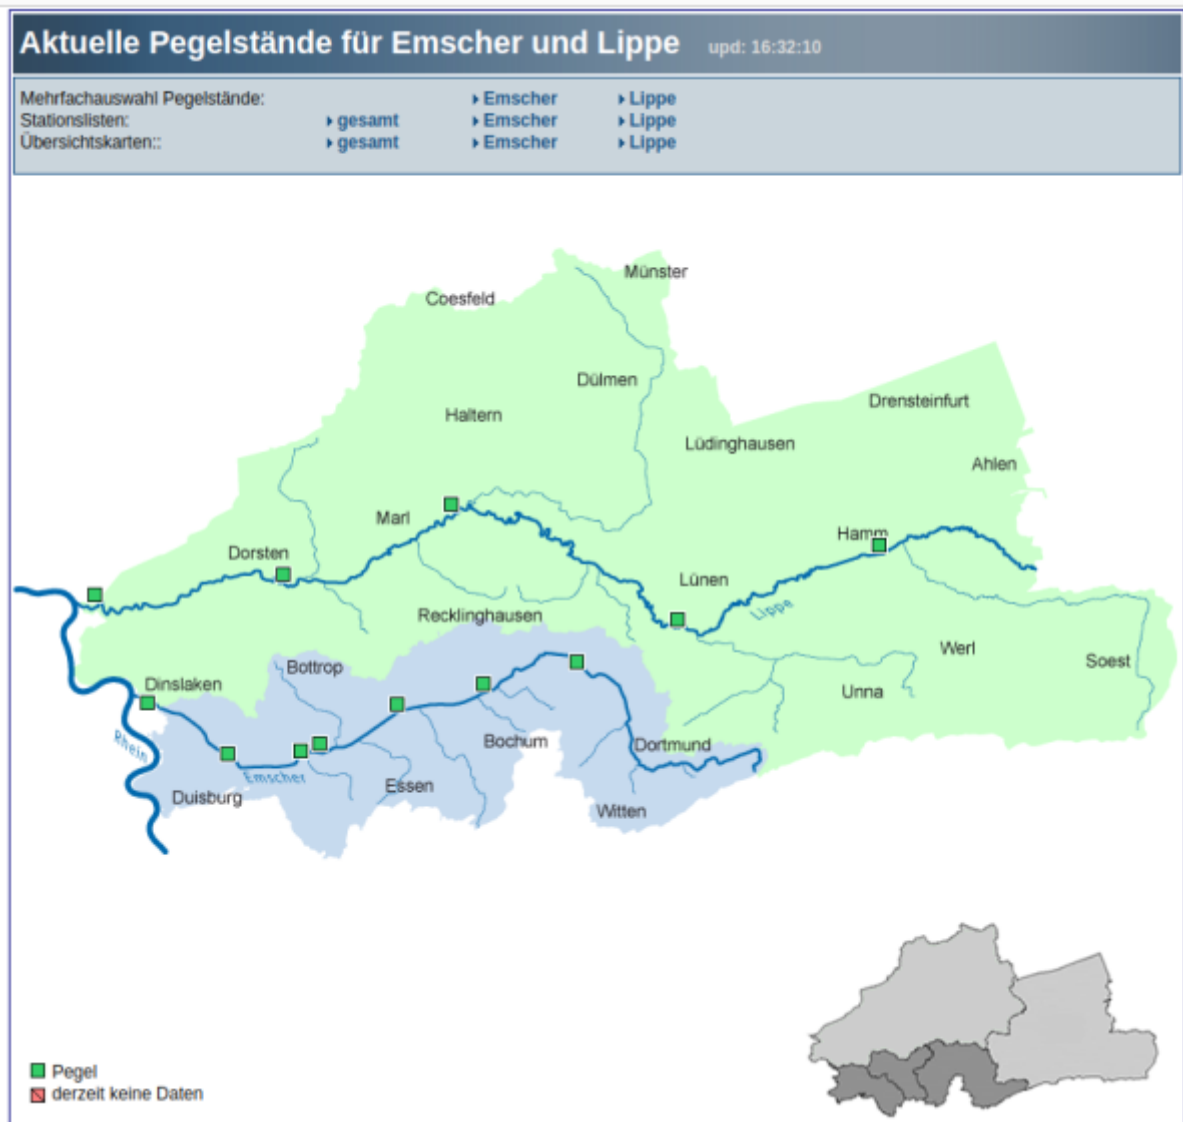 Aktuelle Pegelstände für Emscher und Lippe upd: 16:32:10
Mehrfachauswahl Pegelstände: Emscher Lippe
Stationslisten: gesamt Emscher Lippe
Übersichtskarten:: gesamt Emscher Lippe
Münster
Coesfeld
Dülmen
Drensteinfurt
Haltern
Lüdinghausen
Ahlen
Marl
Hamm
Dorsten
Lünen
Lippe
Recklinghausen
Werl
Soest
Bottrop
Dinslaken
Unna
Rhein
Bochum
Dortmund
Emscher
Essen
Duisburg
Witten
Pegel
derzeit keine Daten